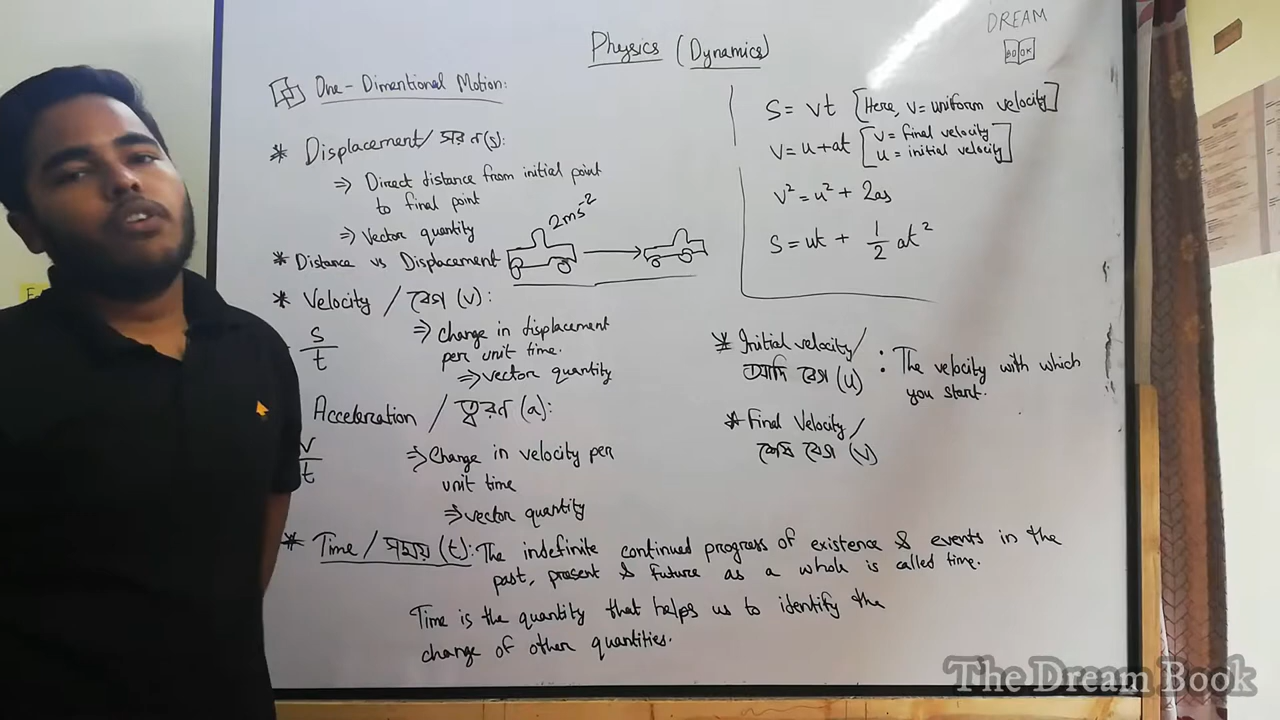 Physics (Dynamics)
DREAM
BOOK
One-Dimentional Motion:
* Displacement/ সরণ(s):
⇒ Direct distance from initial point
to final point
⇒ Vector quantity
2ms⁻²
* Distance vs Displacement
* Velocity / বেগ (v):
s/t
⇒ change in displacement
per unit time.
⇒ vector quantity
Acceleration / ত্বরণ (a):
v/t
⇒ Change in velocity per
unit time
⇒ vector quantity
* Time / সময় (t): The indefinite continued progress of existence & events in the
past, present & future as a whole is called time.
Time is the quantity that helps us to identify the
change of other quantities.
S = vt [Here, v = uniform velocity]
v = u+at [v = final velocity
u = initial velocity]
v² = u² + 2as
S = ut + 1/2 at²
* Initial velocity/
আদি বেগ (u) : The velocity with which
you start.
* Final Velocity/
শেষ বেগ (v)
The Dream Book